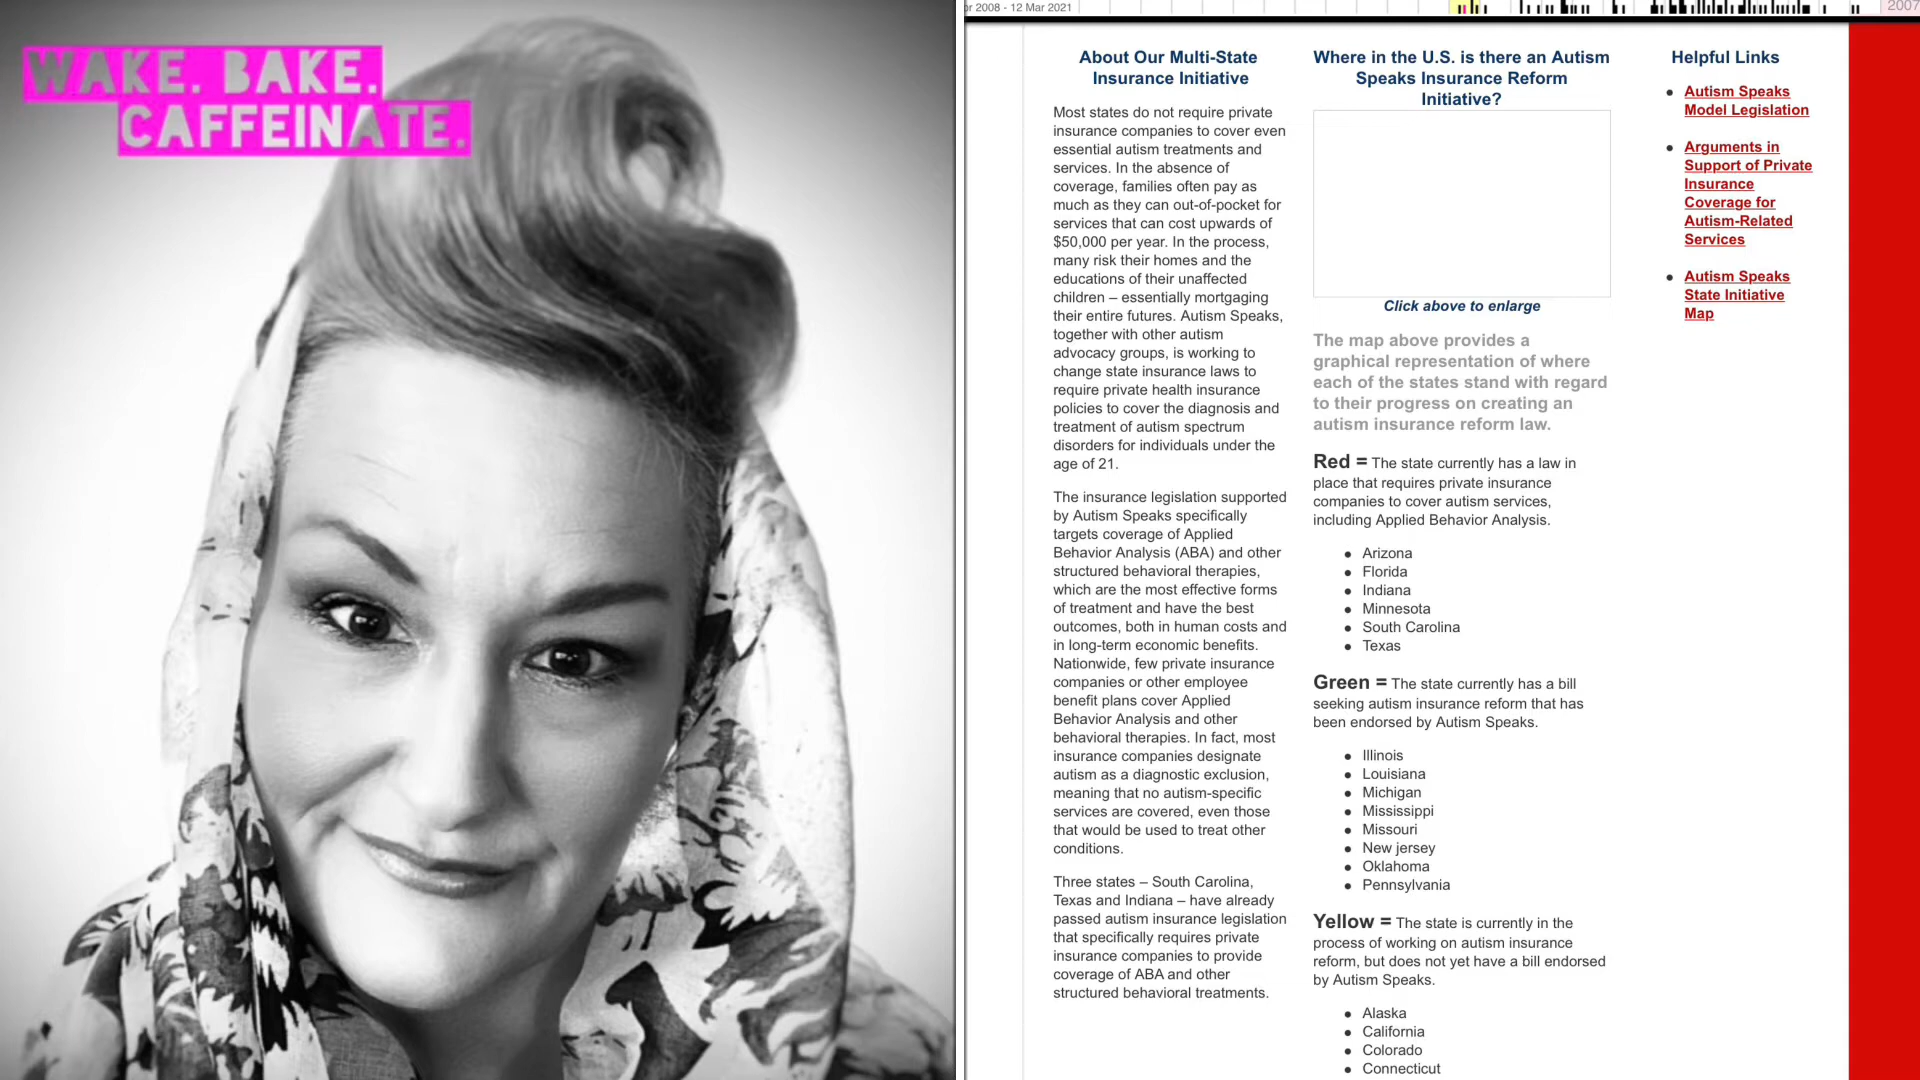 WAKE. BAKE.
CAFFEINATE.
2008 - 12 Mar 2021
2007
About Our Multi-State
Insurance Initiative
Most states do not require private
insurance companies to cover even
essential autism treatments and
services. In the absence of
coverage, families often pay as
much as they can out-of-pocket for
services that can cost upwards of
$50,000 per year. In the process,
many risk their homes and the
educations of their unaffected
children – essentially mortgaging
their entire futures. Autism Speaks,
together with other autism
advocacy groups, is working to
change state insurance laws to
require private health insurance
policies to cover the diagnosis and
treatment of autism spectrum
disorders for individuals under the
age of 21.
The insurance legislation supported
by Autism Speaks specifically
targets coverage of Applied
Behavior Analysis (ABA) and other
structured behavioral therapies,
which are the most effective forms
of treatment and have the best
outcomes, both in human costs and
in long-term economic benefits.
Nationwide, few private insurance
companies or other employee
benefit plans cover Applied
Behavior Analysis and other
behavioral therapies. In fact, most
insurance companies designate
autism as a diagnostic exclusion,
meaning that no autism-specific
services are covered, even those
that would be used to treat other
conditions.
Three states – South Carolina,
Texas and Indiana – have already
passed autism insurance legislation
that specifically requires private
insurance companies to provide
coverage of ABA and other
structured behavioral treatments.
Where in the U.S. is there an Autism
Speaks Insurance Reform
Initiative?
Click above to enlarge
The map above provides a
graphical representation of where
each of the states stand with regard
to their progress on creating an
autism insurance reform law.
Red = The state currently has a law in
place that requires private insurance
companies to cover autism services,
including Applied Behavior Analysis.
Arizona
Florida
Indiana
Minnesota
South Carolina
Texas
Green = The state currently has a bill
seeking autism insurance reform that has
been endorsed by Autism Speaks.
Illinois
Louisiana
Michigan
Mississippi
Missouri
New jersey
Oklahoma
Pennsylvania
Yellow = The state is currently in the
process of working on autism insurance
reform, but does not yet have a bill endorsed
by Autism Speaks.
Alaska
California
Colorado
Connecticut
Helpful Links
Autism Speaks
Model Legislation
Arguments in
Support of Private
Insurance
Coverage for
Autism-Related
Services
Autism Speaks
State Initiative
Map